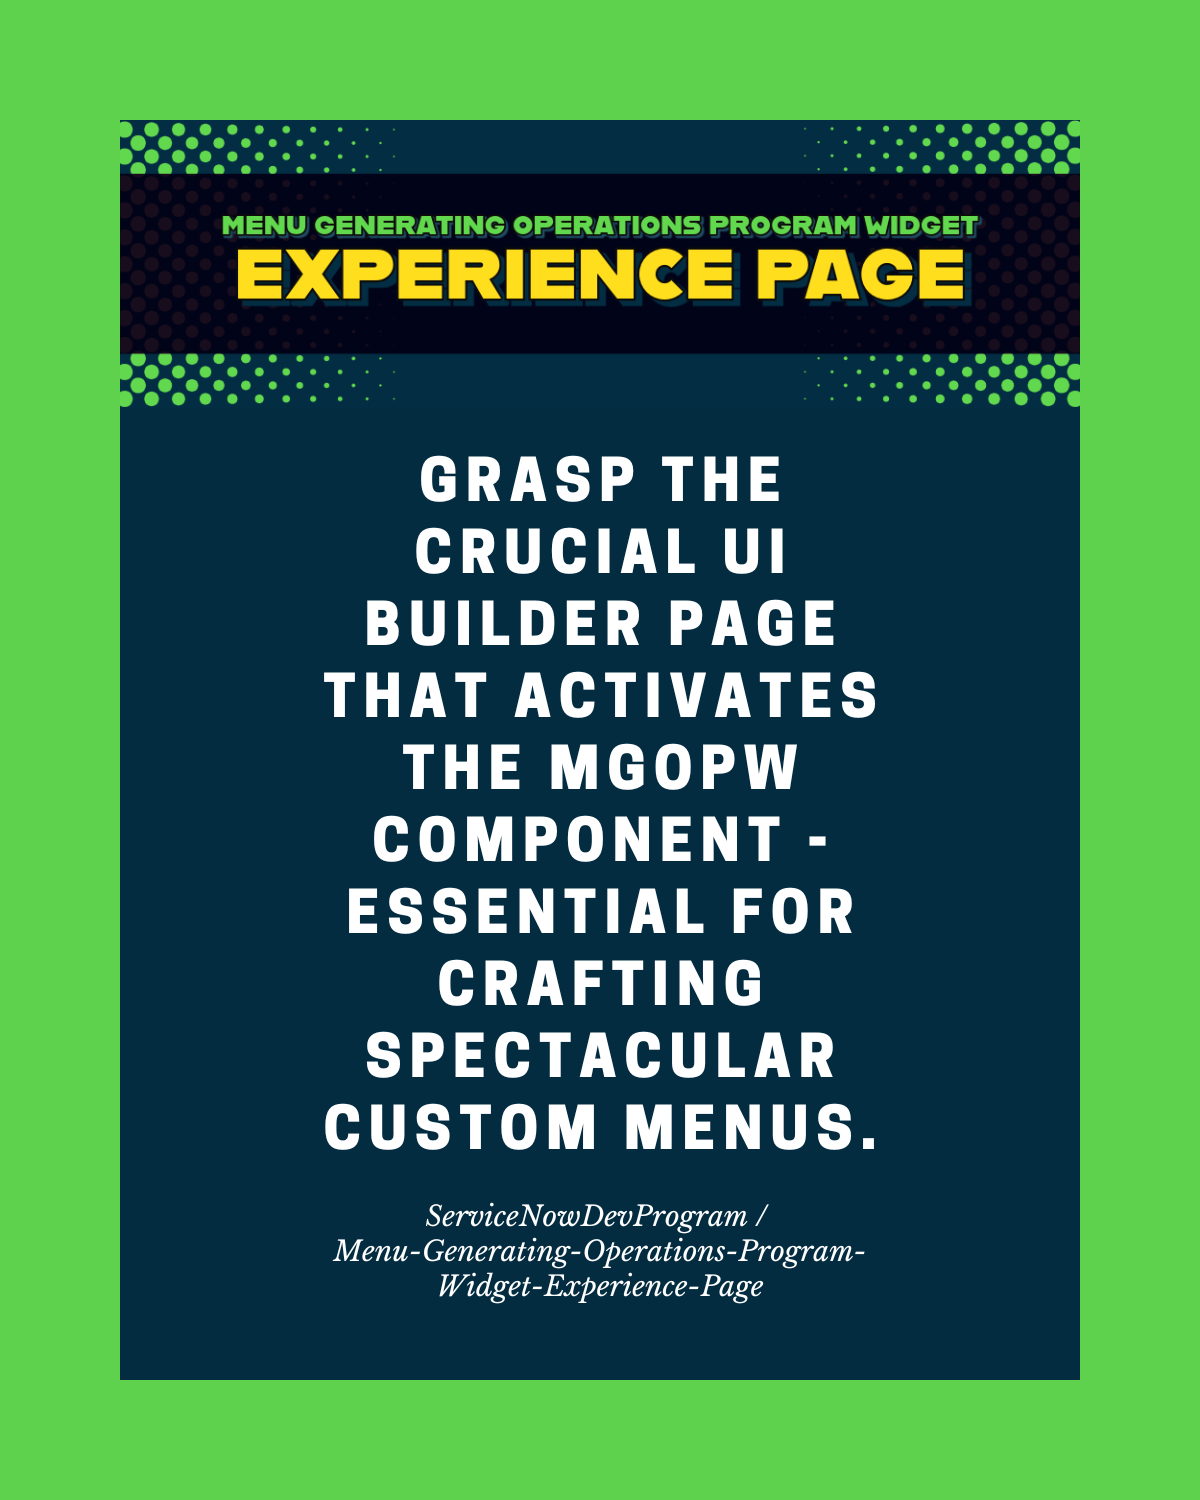 MENU GENERATING OPERATIONS PROGRAM WIDGET
EXPERIENCE PAGE
GRASP THE
CRUCIAL UI
BUILDER PAGE
THAT ACTIVATES
THE MGOPW
COMPONENT -
ESSENTIAL FOR
CRAFTING
SPECTACULAR
CUSTOM MENUS.
ServiceNowDevProgram /
Menu-Generating-Operations-Program-
Widget-Experience-Page